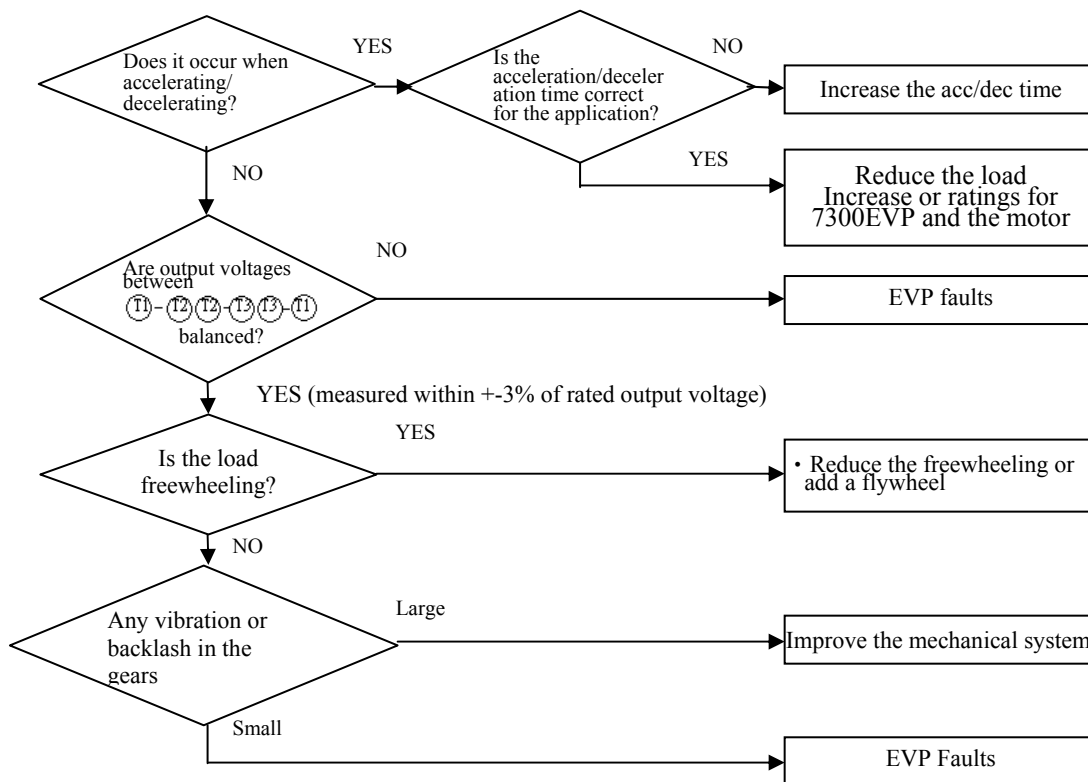 Does it occur when
accelerating/
decelerating?
YES
Is the
acceleration/deceler
ation time correct
for the application?
NO
Increase the acc/dec time
YES
Reduce the load
Increase or ratings for
7300EVP and the motor
NO
Are output voltages
between
T1-T2 T2-T3 T3-T1
balanced?
NO
EVP faults
YES (measured within +-3% of rated output voltage)
Is the load
freewheeling?
YES
・Reduce the freewheeling or
add a flywheel
NO
Any vibration or
backlash in the
gears
Large
Improve the mechanical system
Small
EVP Faults